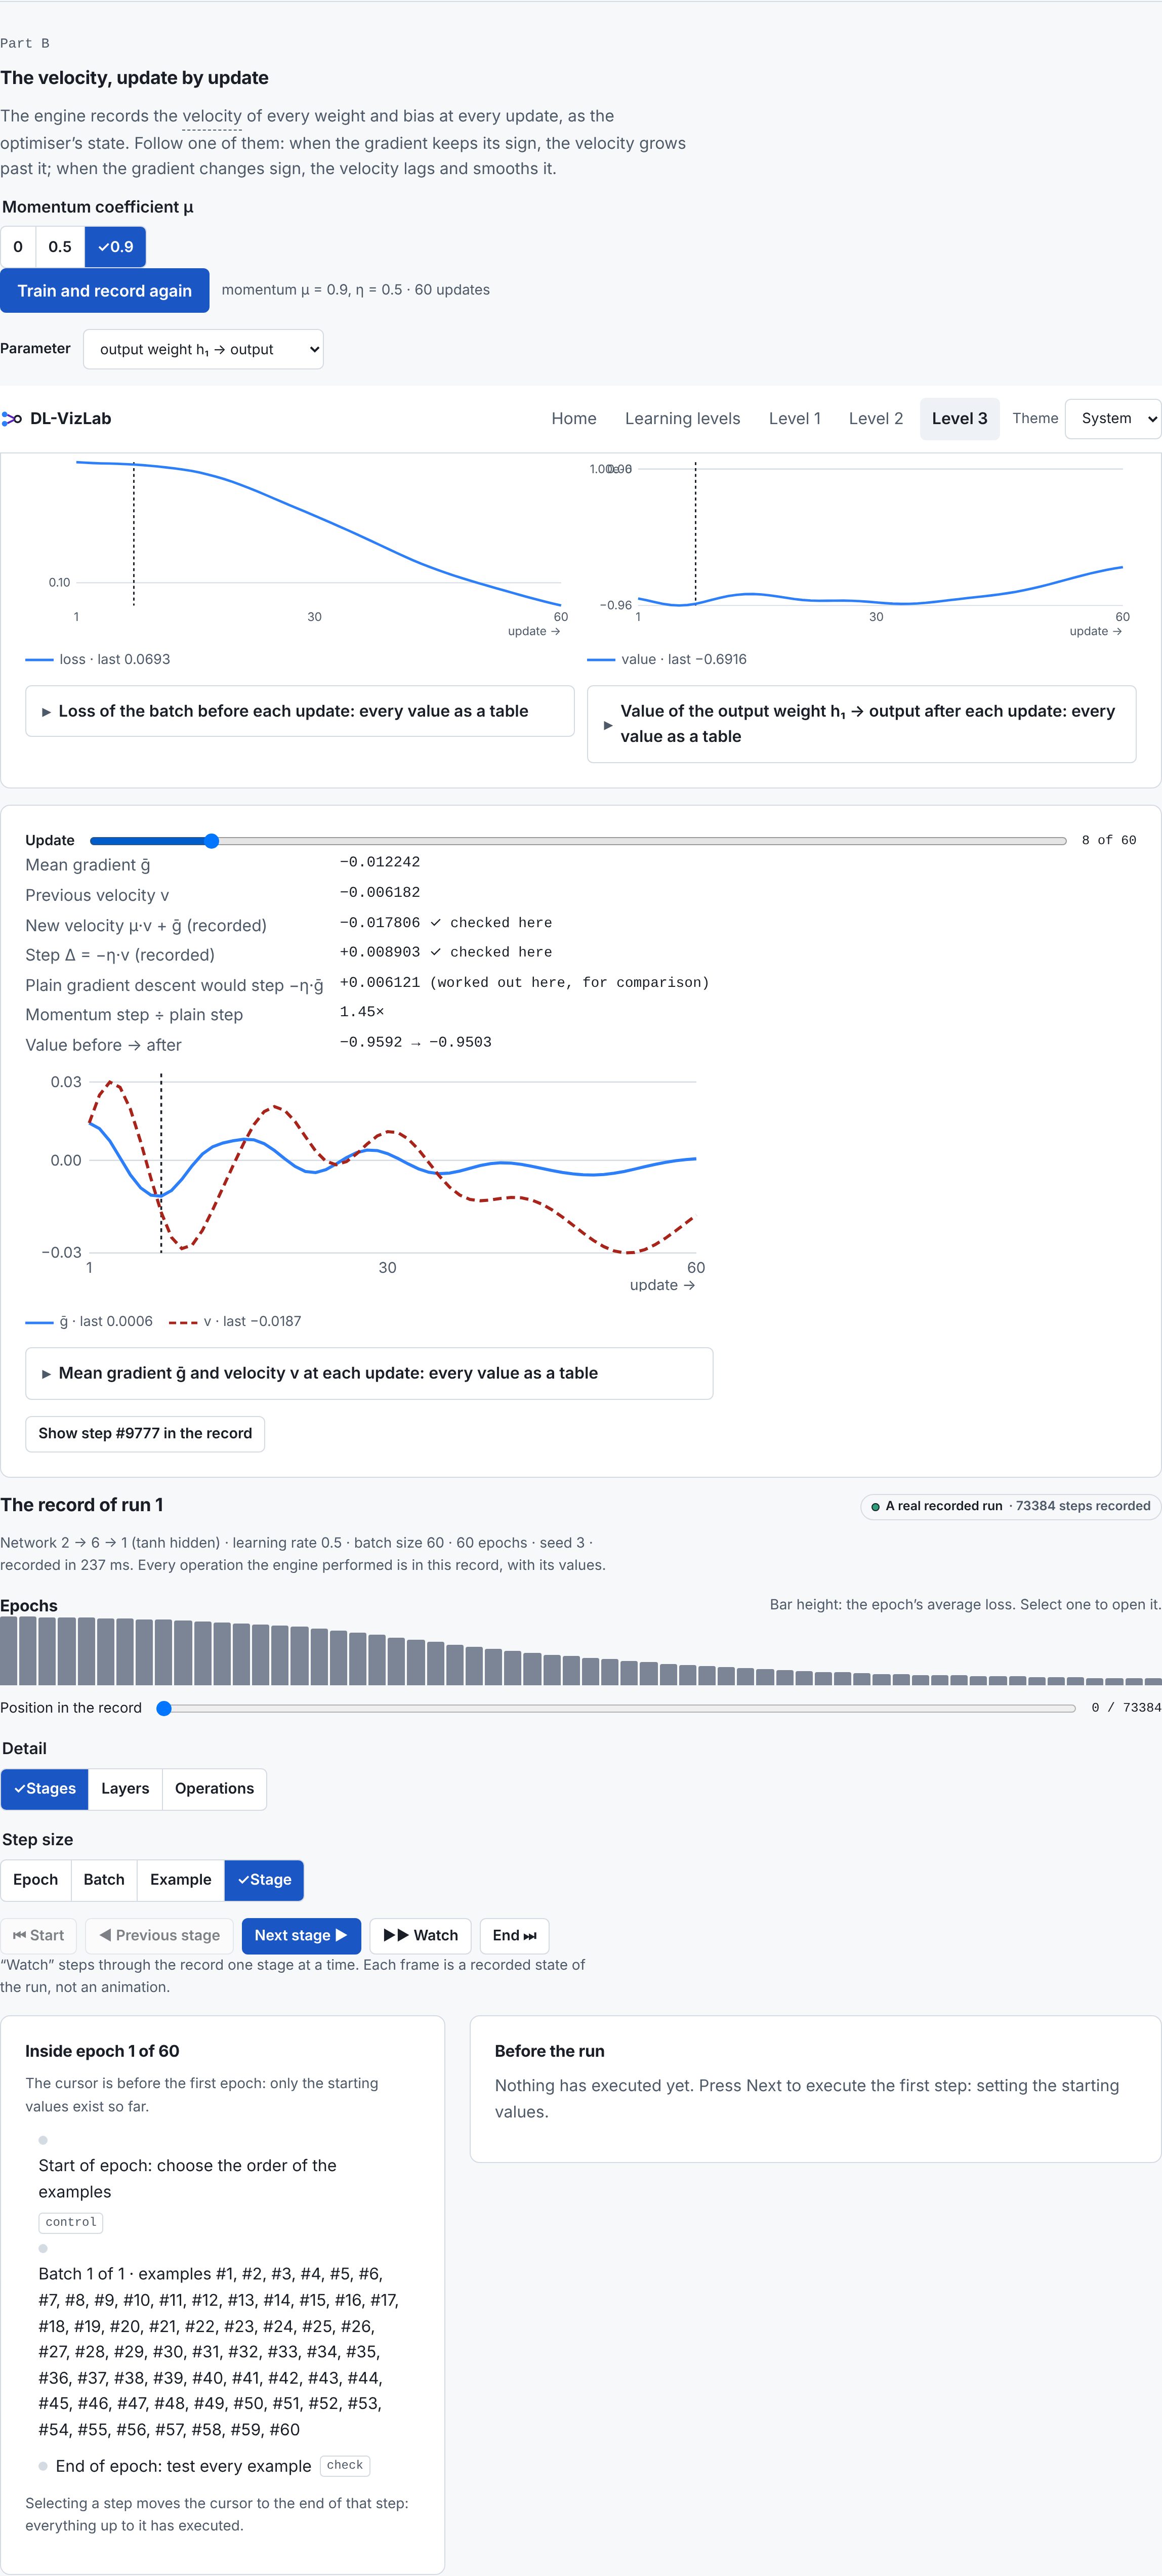 Part B
The velocity, update by update
The engine records the velocity of every weight and bias at every update, as the
optimiser’s state. Follow one of them: when the gradient keeps its sign, the velocity grows
past it; when the gradient changes sign, the velocity lags and smooths it.
Momentum coefficient μ
0 0.5 ✓0.9
Train and record again momentum μ = 0.9, η = 0.5 · 60 updates
Parameter output weight h₁ → output
DL-VizLab Home Learning levels Level 1 Level 2 Level 3 Theme System
0.10
1 30 60
update →
−0.96
1 30 60
update →
loss · last 0.0693
value · last −0.6916
▸ Loss of the batch before each update: every value as a table
▸ Value of the output weight h₁ → output after each update: every
value as a table
Update 8 of 60
Mean gradient ḡ −0.012242
Previous velocity v −0.006182
New velocity μ·v + ḡ (recorded) −0.017806 ✓ checked here
Step Δ = −η·v (recorded) +0.008903 ✓ checked here
Plain gradient descent would step −η·ḡ +0.006121 (worked out here, for comparison)
Momentum step ÷ plain step 1.45×
Value before → after −0.9592 → −0.9503
0.03
0.00
−0.03
1 30 60
update →
ḡ · last 0.0006 v · last −0.0187
▸ Mean gradient ḡ and velocity v at each update: every value as a table
Show step #9777 in the record
The record of run 1 A real recorded run · 73384 steps recorded
Network 2 → 6 → 1 (tanh hidden) · learning rate 0.5 · batch size 60 · 60 epochs · seed 3 ·
recorded in 237 ms. Every operation the engine performed is in this record, with its values.
Epochs Bar height: the epoch’s average loss. Select one to open it.
Position in the record 0 / 73384
Detail
✓Stages Layers Operations
Step size
Epoch Batch Example ✓Stage
⏮ Start ◀ Previous stage Next stage ▶ ▶▶ Watch End ⏭
“Watch” steps through the record one stage at a time. Each frame is a recorded state of
the run, not an animation.
Inside epoch 1 of 60
The cursor is before the first epoch: only the starting
values exist so far.
Start of epoch: choose the order of the
examples
control
Batch 1 of 1 · examples #1, #2, #3, #4, #5, #6,
#7, #8, #9, #10, #11, #12, #13, #14, #15, #16, #17,
#18, #19, #20, #21, #22, #23, #24, #25, #26,
#27, #28, #29, #30, #31, #32, #33, #34, #35,
#36, #37, #38, #39, #40, #41, #42, #43, #44,
#45, #46, #47, #48, #49, #50, #51, #52, #53,
#54, #55, #56, #57, #58, #59, #60
End of epoch: test every example check
Selecting a step moves the cursor to the end of that step:
everything up to it has executed.
Before the run
Nothing has executed yet. Press Next to execute the first step: setting the starting
values.